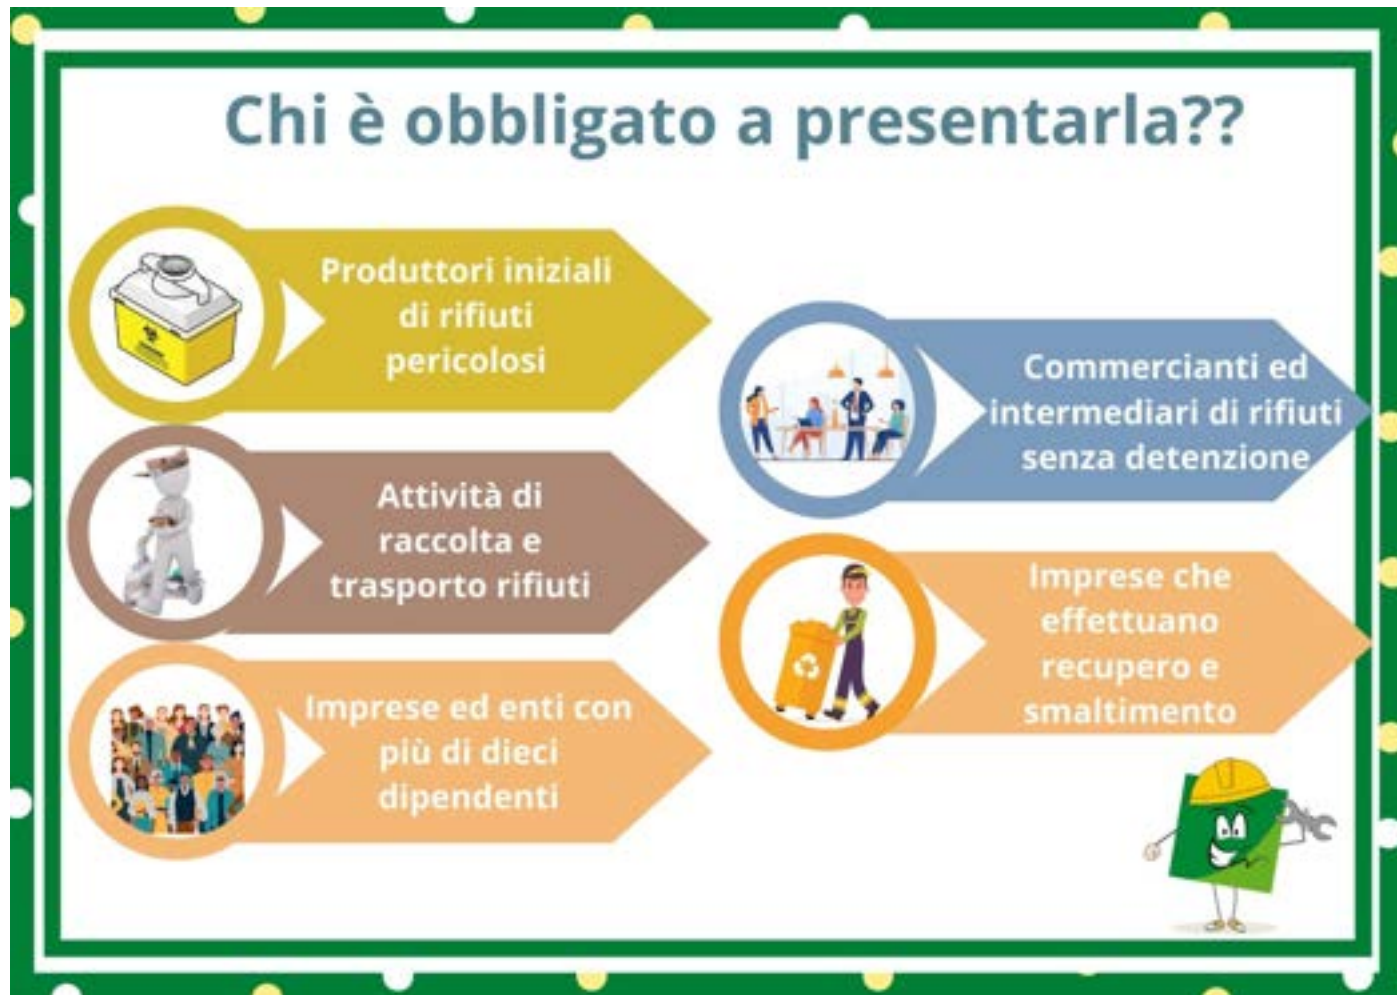 Chi è obbligato a presentarla??
Produttori iniziali
di rifiuti
pericolosi
Attività di
raccolta e
trasporto rifiuti
Imprese ed enti con
più di dieci
dipendenti
Commercianti ed
intermediari di rifiuti
senza detenzione
Imprese che
effettuano
recupero e
smaltimento